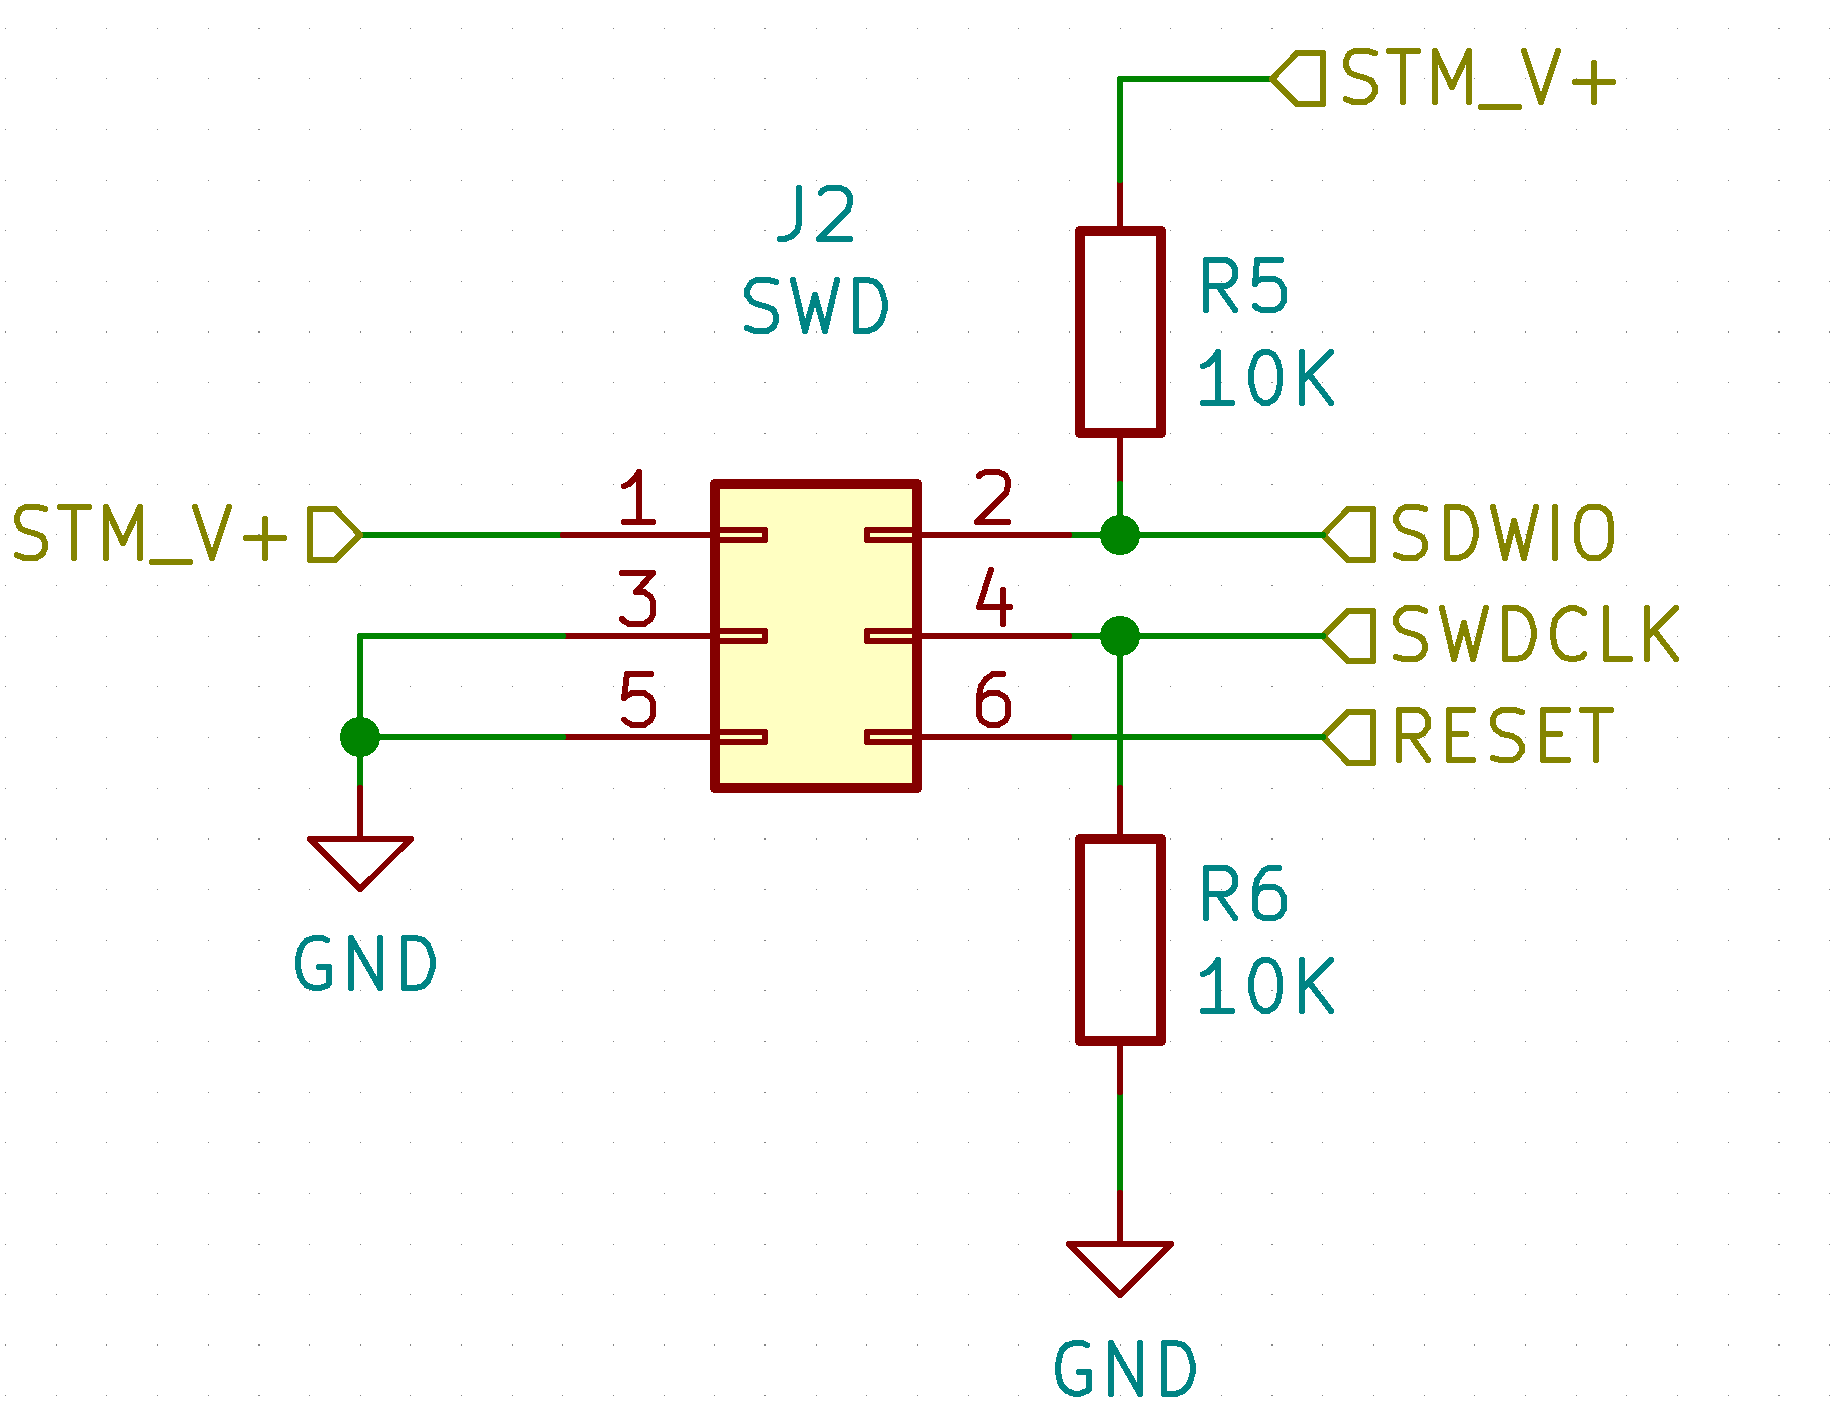 STM_V+
J2
SWD
R5
10K
1
2
STM_V+
SDWIO
3
4
SWDCLK
5
6
RESET
R6
10K
GND
GND